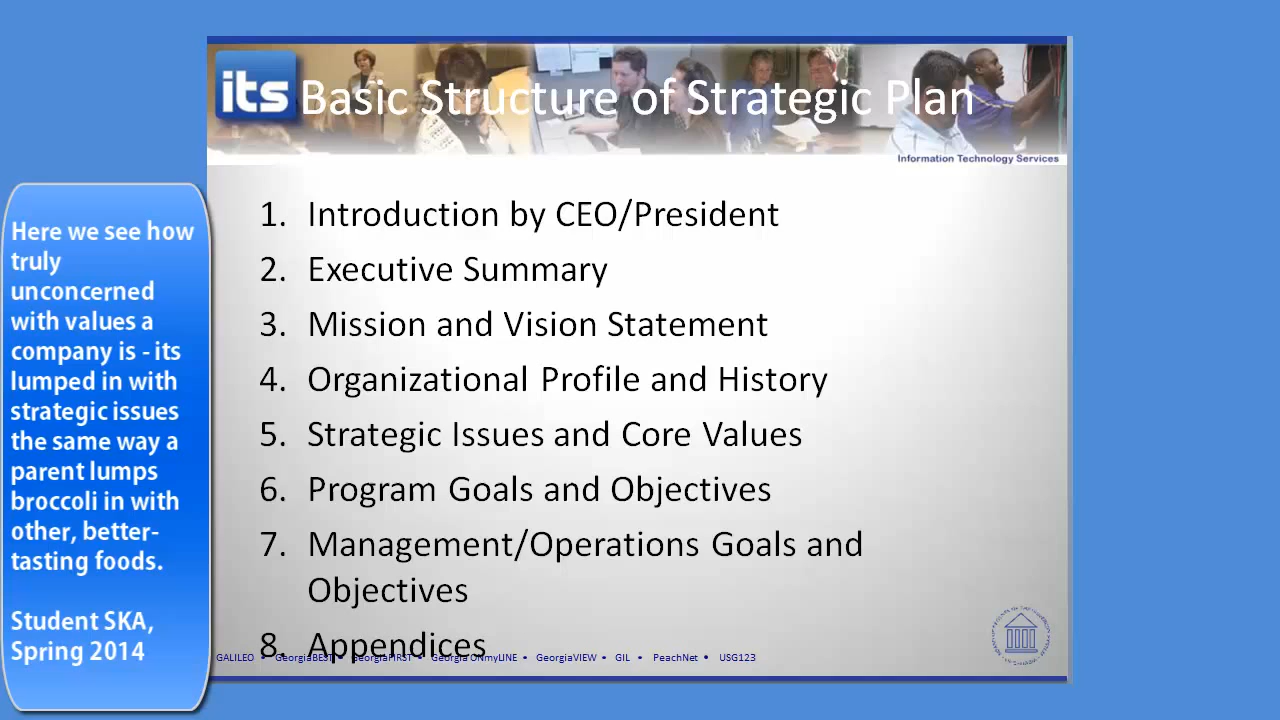 its
Basic Structure of Strategic Plan
Information Technology Services
Here we see how
truly
unconcerned
with values a
company is - its
lumped in with
strategic issues
the same way a
parent lumps
broccoli in with
other, better-
tasting foods.
Student SKA,
Spring 2014
1. Introduction by CEO/President
2. Executive Summary
3. Mission and Vision Statement
4. Organizational Profile and History
5. Strategic Issues and Core Values
6. Program Goals and Objectives
7. Management/Operations Goals and
Objectives
8. Appendices
GALILEO • GeorgiaBEST • GeorgiaFIRST • Georgia ONmyLINE • GeorgiaVIEW • GIL • PeachNet • USG123